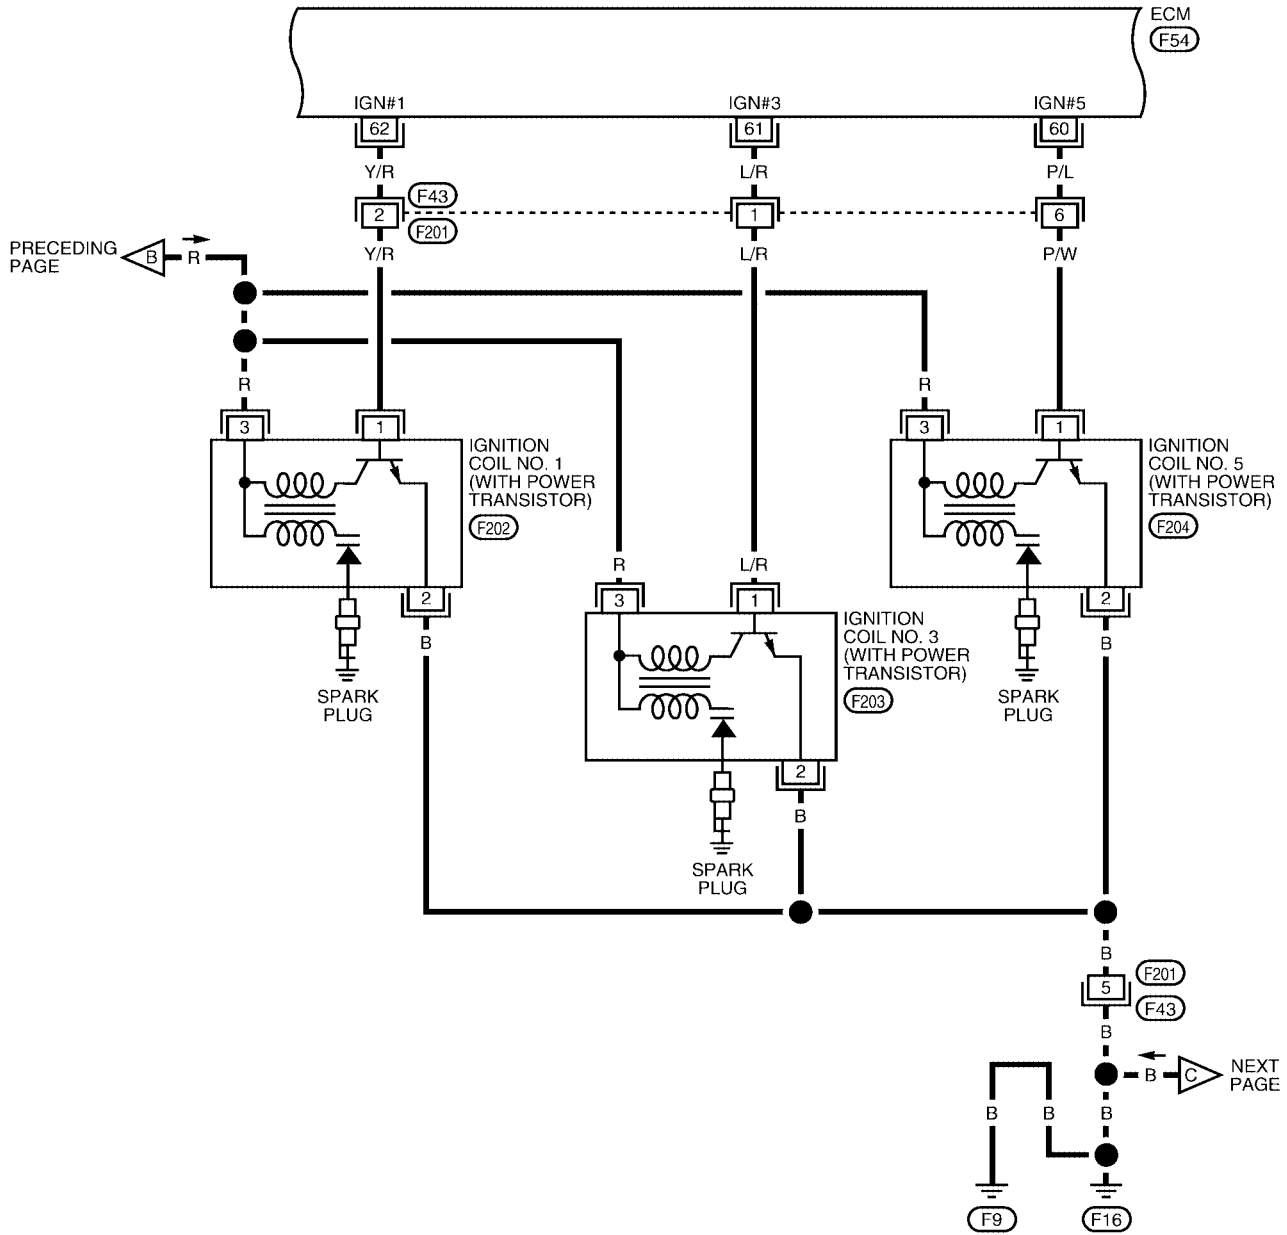 ECM
F54
IGN#1
IGN#3
IGN#5
62
61
60
Y/R
L/R
P/L
F43
2
1
6
F201
Y/R
L/R
P/W
PRECEDING
PAGE
B
R
R
R
3
1
3
1
IGNITION
COIL NO. 1
(WITH POWER
TRANSISTOR)
F202
IGNITION
COIL NO. 5
(WITH POWER
TRANSISTOR)
F204
R
L/R
2
3
1
2
B
B
IGNITION
COIL NO. 3
(WITH POWER
TRANSISTOR)
F203
SPARK
PLUG
SPARK
PLUG
2
B
SPARK
PLUG
B
F201
5
F43
B
B
C
NEXT
PAGE
B
B
B
F9
F16